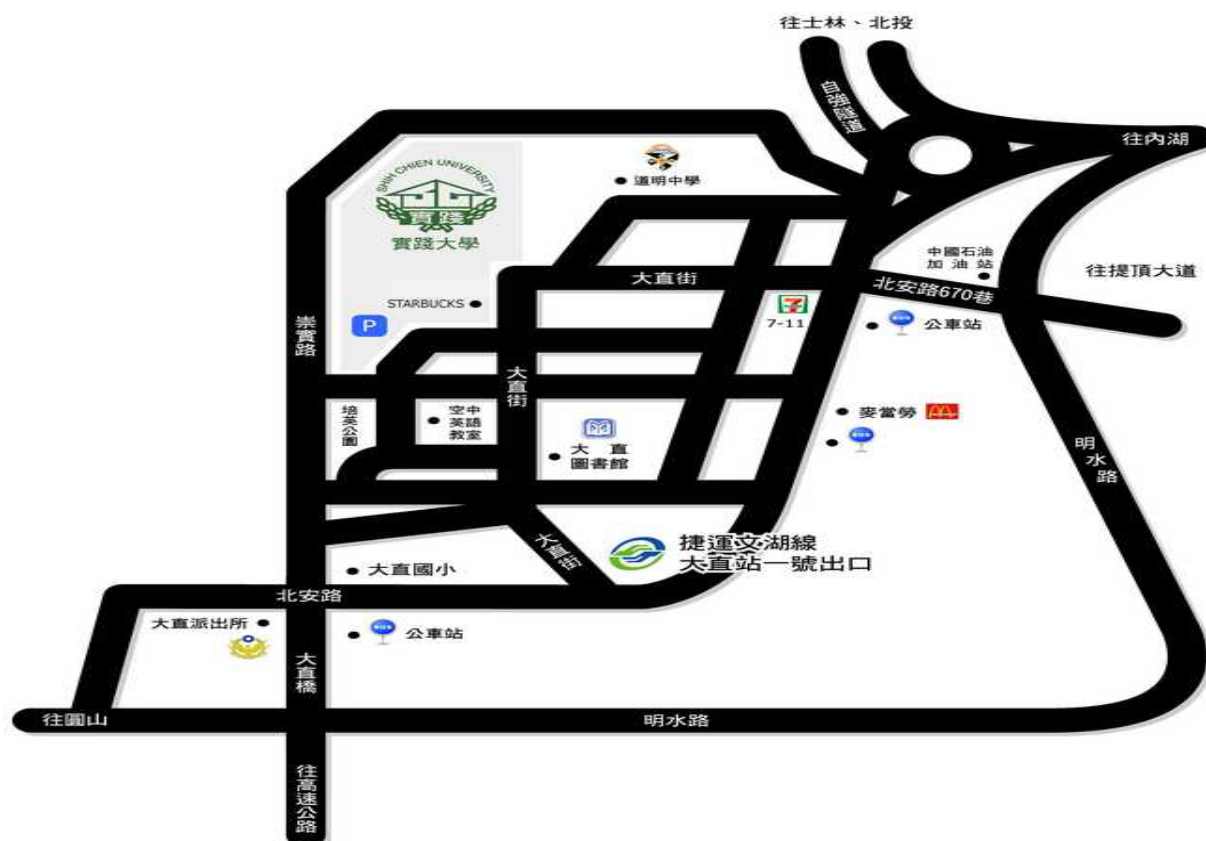 往士林、北投
自強隧道
往內湖
SHIH CHIEN UNIVERSITY
實踐
實踐大學
道明中學
中國石油
加油站
往提頂大道
大直街
北安路670巷
STARBUCKS
P
7-11
公車站
崇實路
大直街
培英公園
空中
英語
教室
大直
圖書館
麥當勞
明水路
捷運文湖線
大直站一號出口
大直街
大直國小
北安路
大直派出所
公車站
大直橋
往圓山
明水路
往高速公路